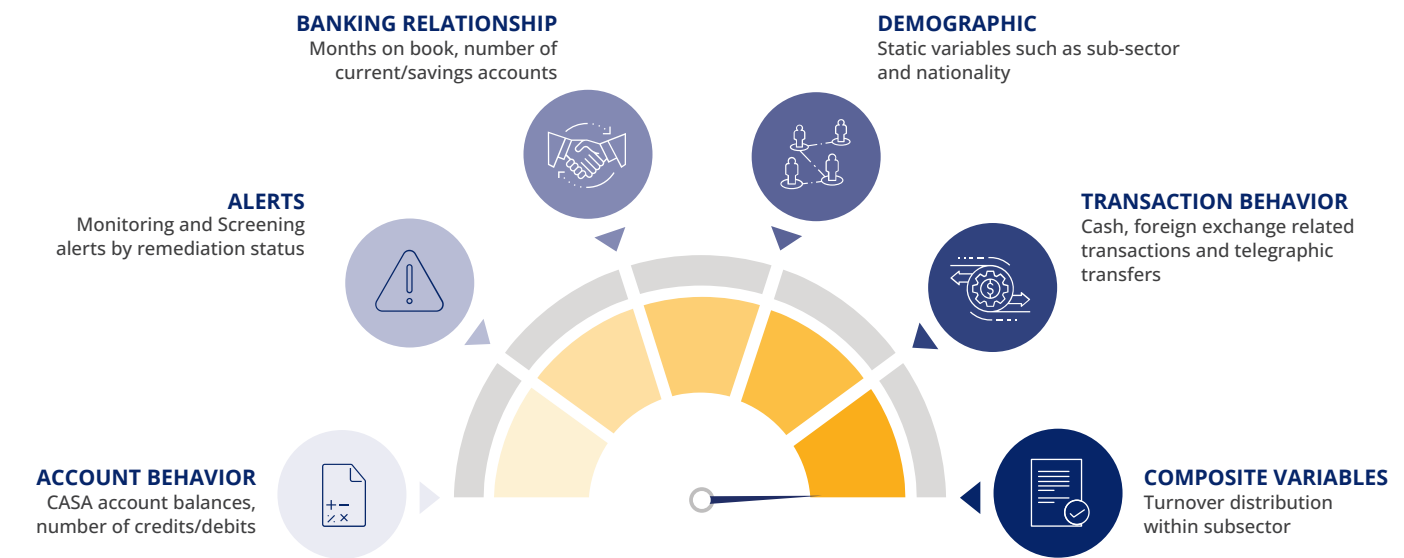 BANKING RELATIONSHIP
Months on book, number of
current/savings accounts
DEMOGRAPHIC
Static variables such as sub-sector
and nationality
ALERTS
Monitoring and Screening
alerts by remediation status
TRANSACTION BEHAVIOR
Cash, foreign exchange related
transactions and telegraphic
transfers
ACCOUNT BEHAVIOR
CASA account balances,
number of credits/debits
COMPOSITE VARIABLES
Turnover distribution
within subsector